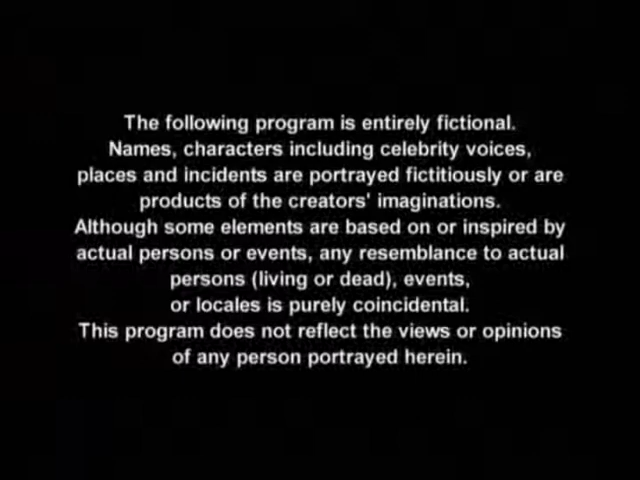 The following program is entirely fictional.
Names, characters including celebrity voices,
places and incidents are portrayed fictitiously or are
products of the creators' imaginations.
Although some elements are based on or inspired by
actual persons or events, any resemblance to actual
persons (living or dead), events,
or locales is purely coincidental.
This program does not reflect the views or opinions
of any person portrayed herein.